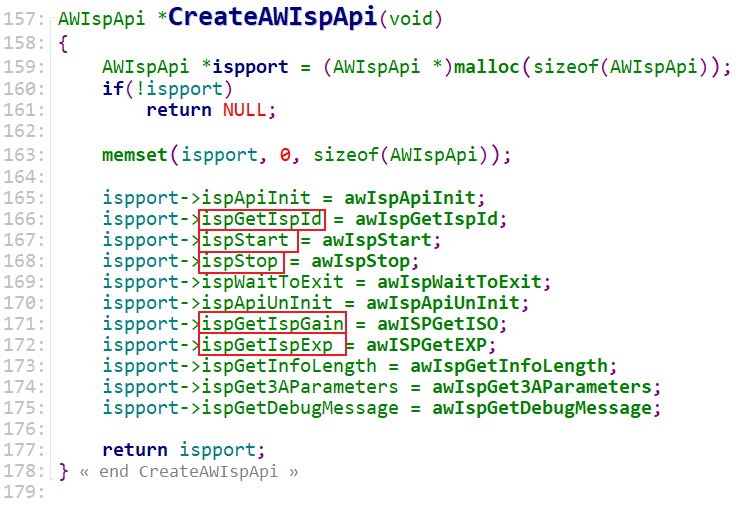 157: AWIspApi *CreateAWIspApi(void)
158: {
159:     AWIspApi *ispport = (AWIspApi *)malloc(sizeof(AWIspApi));
160:     if(!ispport)
161:         return NULL;
162:
163:     memset(ispport, 0, sizeof(AWIspApi));
164:
165:     ispport->ispApiInit = awIspApiInit;
166:     ispport->ispGetIspId = awIspGetIspId;
167:     ispport->ispStart = awIspStart;
168:     ispport->ispStop = awIspStop;
169:     ispport->ispWaitToExit = awIspWaitToExit;
170:     ispport->ispApiUnInit = awIspApiUnInit;
171:     ispport->ispGetIspGain = awISPGetISO;
172:     ispport->ispGetIspExp = awISPGetEXP;
173:     ispport->ispGetInfoLength = awIspGetInfoLength;
174:     ispport->ispGet3AParameters = awIspGet3AParameters;
175:     ispport->ispGetDebugMessage = awIspGetDebugMessage;
176:
177:     return ispport;
178: } « end CreateAWIspApi »
179: